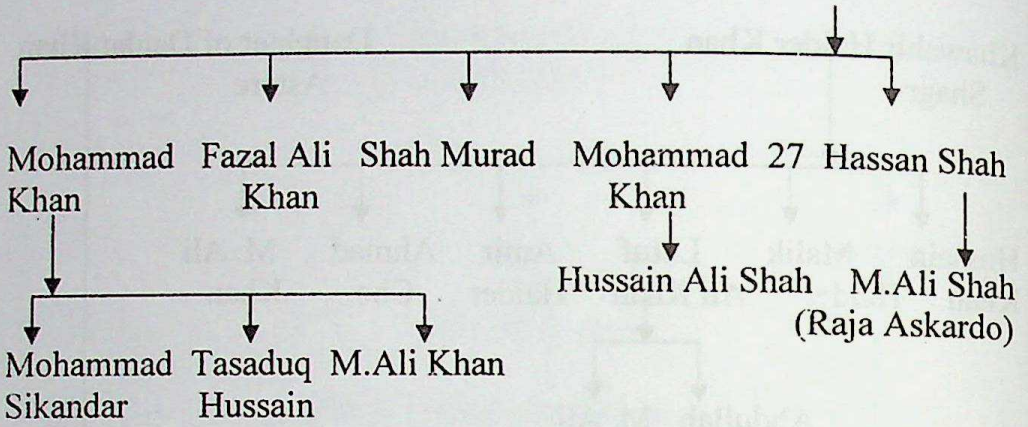 Mohammad Fazal Ali Shah Murad Mohammad 27 Hassan Shah
Khan Khan Khan
Hussain Ali Shah M.Ali Shah
(Raja Askardo)
Mohammad Tasaduq M.Ali Khan
Sikandar Hussain